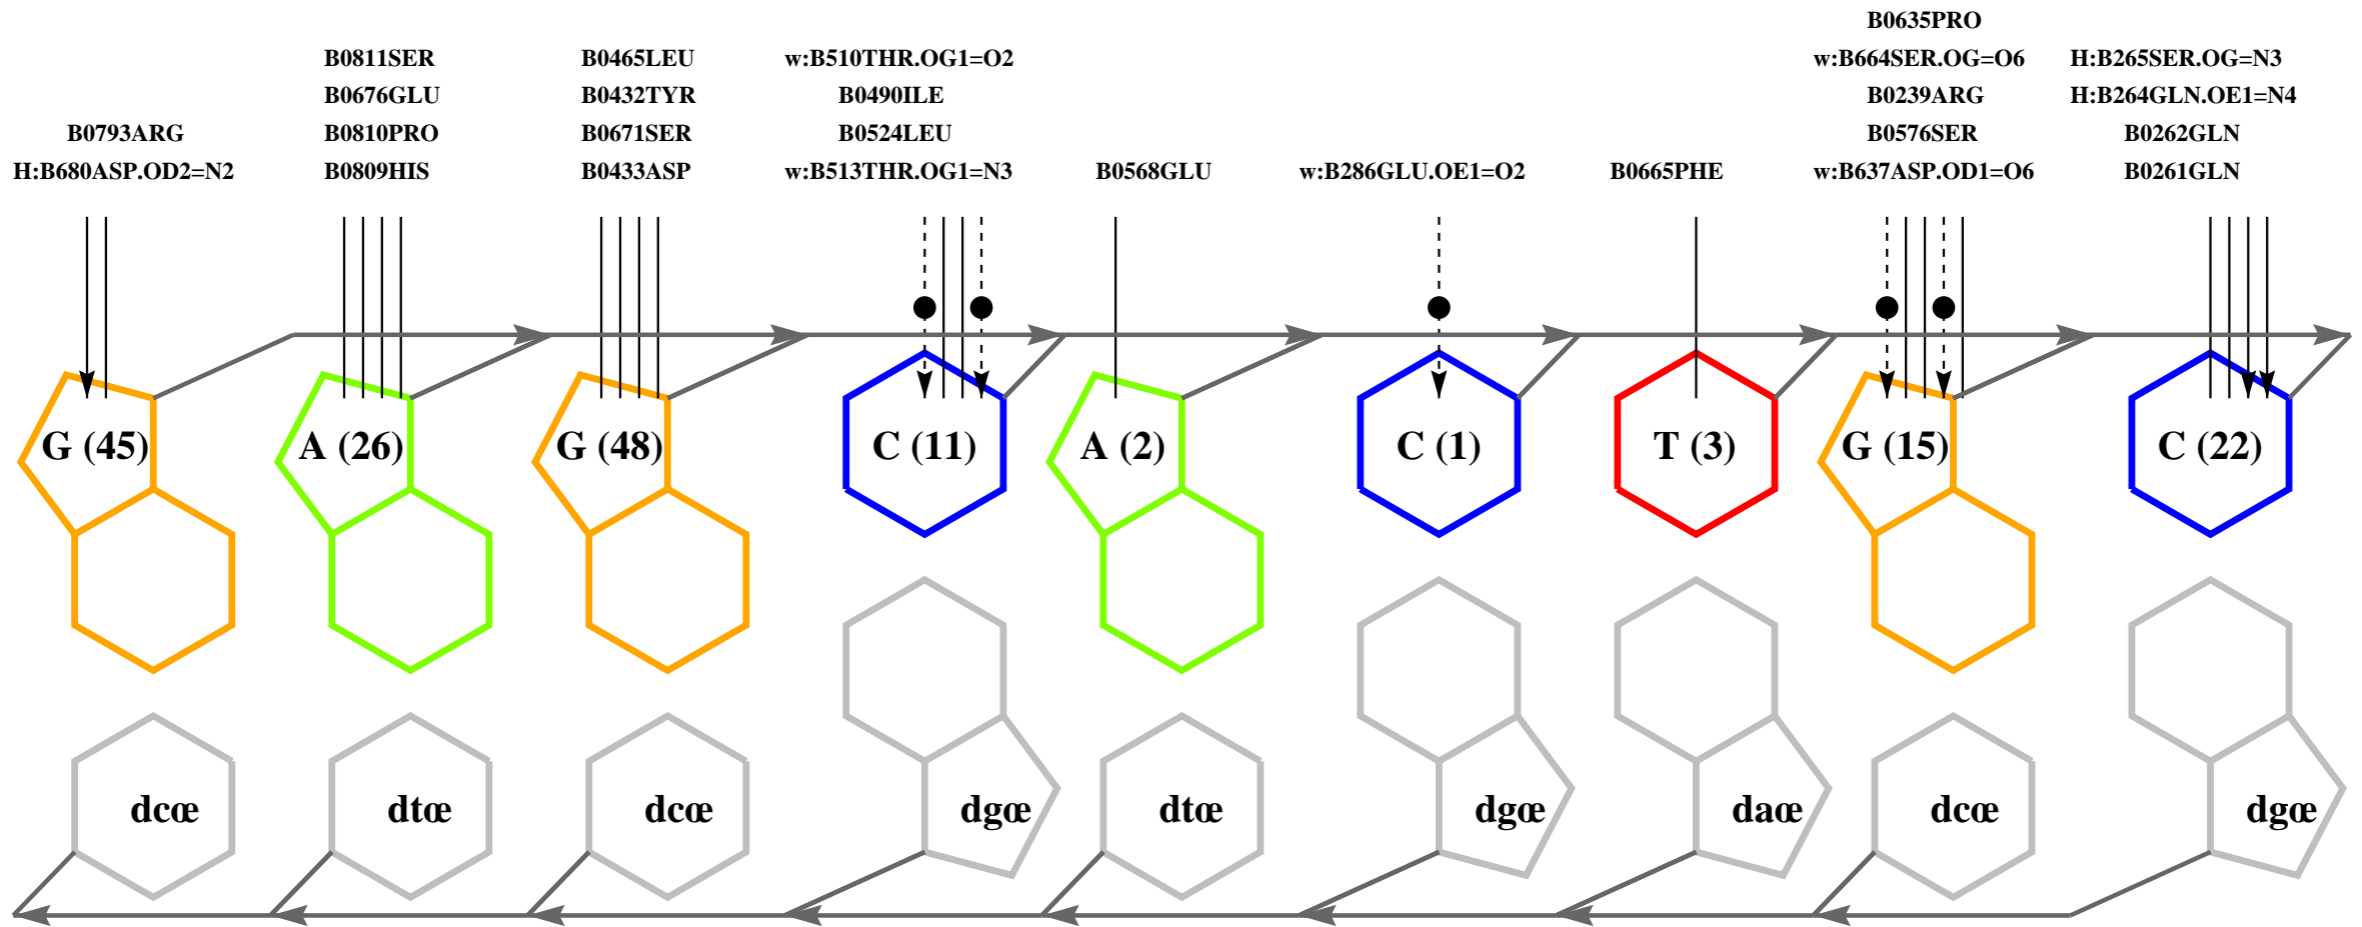 B0793ARG
H:B680ASP.OD2=N2
B0811SER
B0676GLU
B0810PRO
B0809HIS
B0465LEU
B0432TYR
B0671SER
B0433ASP
w:B510THR.OG1=O2
B0490ILE
B0524LEU
w:B513THR.OG1=N3
B0568GLU
w:B286GLU.OE1=O2
B0665PHE
B0635PRO
w:B664SER.OG=O6
B0239ARG
B0576SER
w:B637ASP.OD1=O6
H:B265SER.OG=N3
H:B264GLN.OE1=N4
B0262GLN
B0261GLN
G (45)
A (26)
G (48)
C (11)
A (2)
C (1)
T (3)
G (15)
C (22)
dcœ
dtœ
dcœ
dgœ
dtœ
dgœ
daœ
dcœ
dgœ